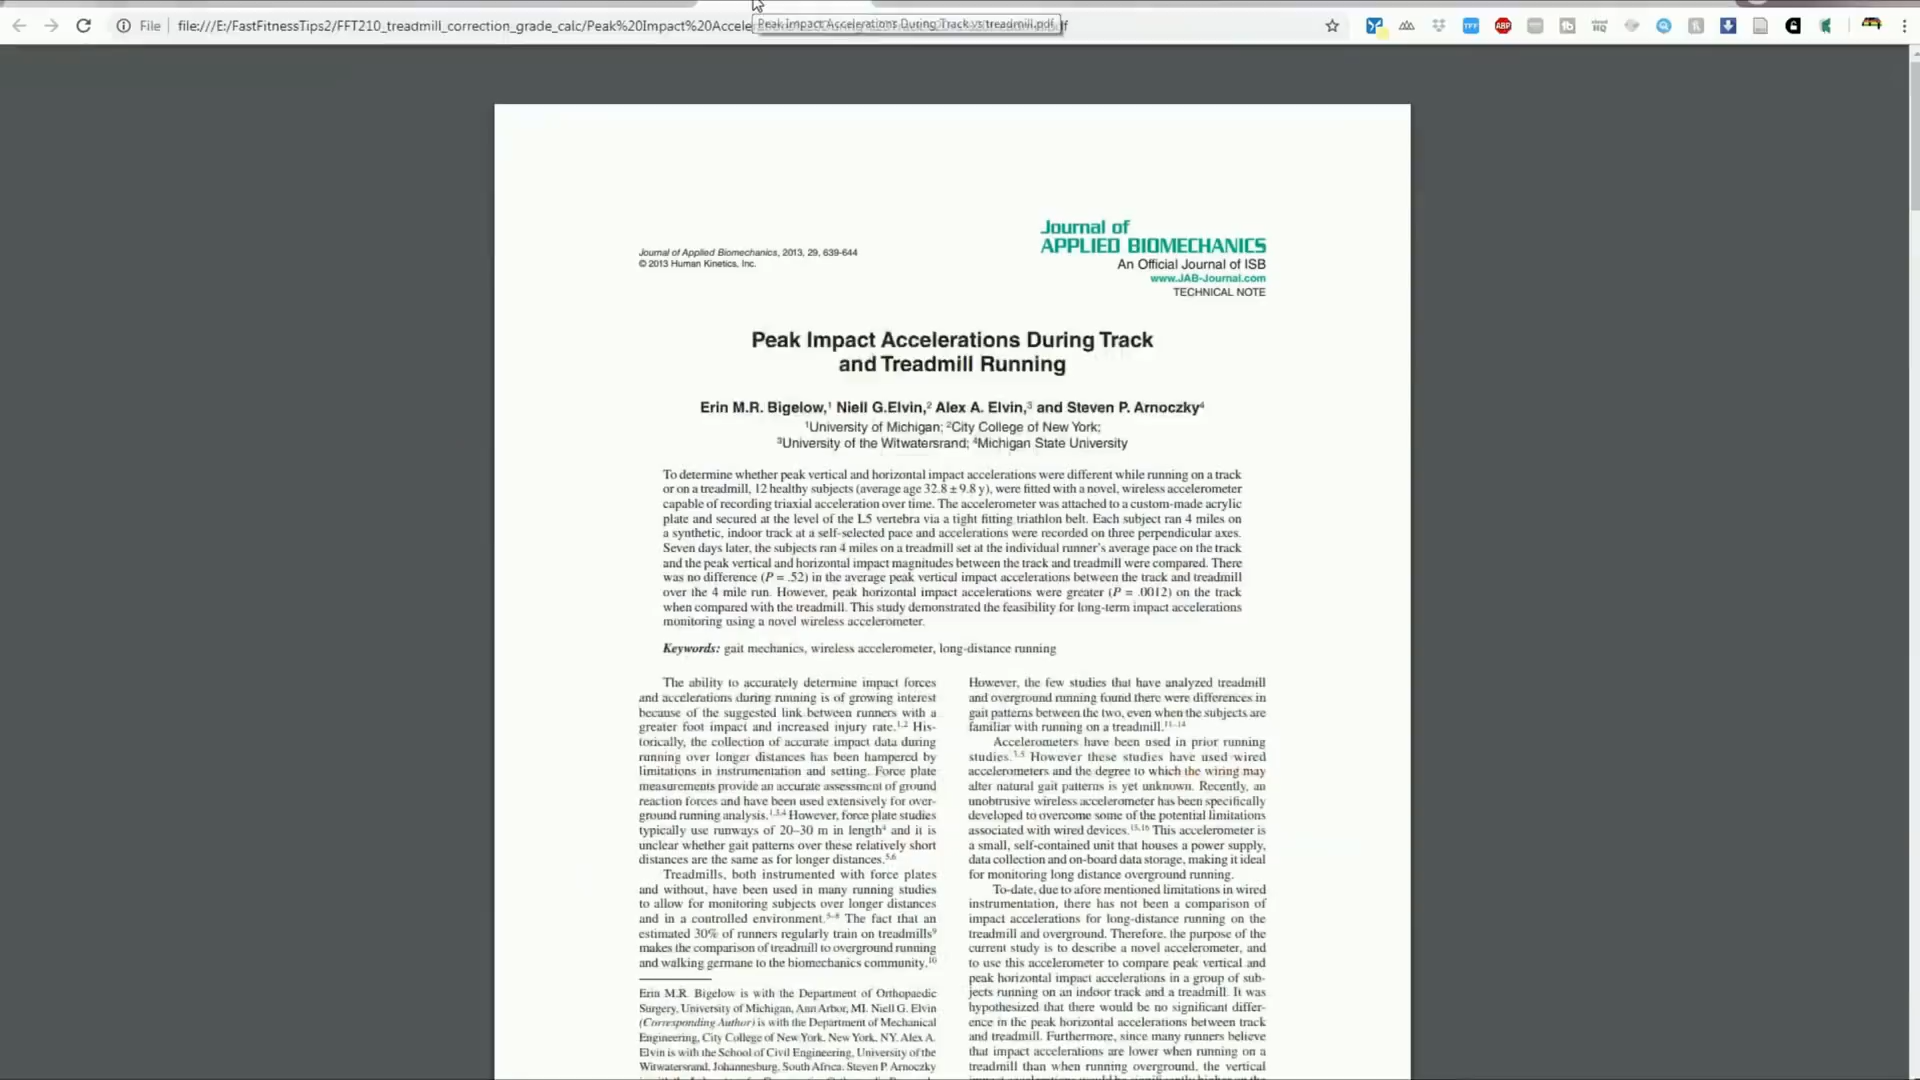 File
file:///E:/FastFitnessTips2/FFT210_treadmill_correction_grade_calc/Peak%20Impact%20Accele
Peak Impact Accelerations During Track vs treadmill.pdf
Journal of Applied Biomechanics, 2013, 29, 639-644
© 2013 Human Kinetics, Inc.
Journal of
APPLIED BIOMECHANICS
An Official Journal of ISB
www.JAB-Journal.com
TECHNICAL NOTE
Peak Impact Accelerations During Track
and Treadmill Running
Erin M.R. Bigelow,1 Niell G.Elvin,2 Alex A. Elvin,3 and Steven P. Arnoczky4
1University of Michigan; 2City College of New York;
3University of the Witwatersrand; 4Michigan State University
To determine whether peak vertical and horizontal impact accelerations were different while running on a track
or on a treadmill, 12 healthy subjects (average age 32.8 ± 9.8 y), were fitted with a novel, wireless accelerometer
capable of recording triaxial acceleration over time. The accelerometer was attached to a custom-made acrylic
plate and secured at the level of the L5 vertebra via a tight fitting triathlon belt. Each subject ran 4 miles on
a synthetic, indoor track at a self-selected pace and accelerations were recorded on three perpendicular axes.
Seven days later, the subjects ran 4 miles on a treadmill set at the individual runner's average pace on the track
and the peak vertical and horizontal impact magnitudes between the track and treadmill were compared. There
was no difference (P = .52) in the average peak vertical impact accelerations between the track and treadmill
over the 4 mile run. However, peak horizontal impact accelerations were greater (P = .0012) on the track
when compared with the treadmill. This study demonstrated the feasibility for long-term impact accelerations
monitoring using a novel wireless accelerometer.
Keywords: gait mechanics, wireless accelerometer, long-distance running
The ability to accurately determine impact forces
and accelerations during running is of growing interest
because of the suggested link between runners with a
greater foot impact and increased injury rate.1,2 His-
torically, the collection of accurate impact data during
running over longer distances has been hampered by
limitations in instrumentation and setting. Force plate
measurements provide an accurate assessment of ground
reaction forces and have been used extensively for over-
ground running analysis.1,3,4 However, force plate studies
typically use runways of 20–30 m in length4 and it is
unclear whether gait patterns over these relatively short
distances are the same as for longer distances.5,6
Treadmills, both instrumented with force plates
and without, have been used in many running studies
to allow for monitoring subjects over longer distances
and in a controlled environment.5–8 The fact that an
estimated 30% of runners regularly train on treadmills9
makes the comparison of treadmill to overground running
and walking germane to the biomechanics community.10
Erin M.R. Bigelow is with the Department of Orthopaedic
Surgery, University of Michigan, Ann Arbor, MI. Niell G. Elvin
(Corresponding Author) is with the Department of Mechanical
Engineering, City College of New York, New York, NY. Alex A.
Elvin is with the School of Civil Engineering, University of the
Witwatersrand, Johannesburg, South Africa. Steven P. Arnoczky
However, the few studies that have analyzed treadmill
and overground running found there were differences in
gait patterns between the two, even when the subjects are
familiar with running on a treadmill.11–14
Accelerometers have been used in prior running
studies.3,5 However these studies have used wired
accelerometers and the degree to which the wiring may
alter natural gait patterns is yet unknown. Recently, an
unobtrusive wireless accelerometer has been specifically
developed to overcome some of the potential limitations
associated with wired devices.15,16 This accelerometer is
a small, self-contained unit that houses a power supply,
data collection and on-board data storage, making it ideal
for monitoring long distance overground running.
To-date, due to afore mentioned limitations in wired
instrumentation, there has not been a comparison of
impact accelerations for long-distance running on the
treadmill and overground. Therefore, the purpose of the
current study is to describe a novel accelerometer, and
to use this accelerometer to compare peak vertical and
peak horizontal impact accelerations in a group of sub-
jects running on an indoor track and a treadmill. It was
hypothesized that there would be no significant differ-
ence in the peak horizontal accelerations between track
and treadmill. Furthermore, since many runners believe
that impact accelerations are lower when running on a
treadmill than when running overground, the vertical